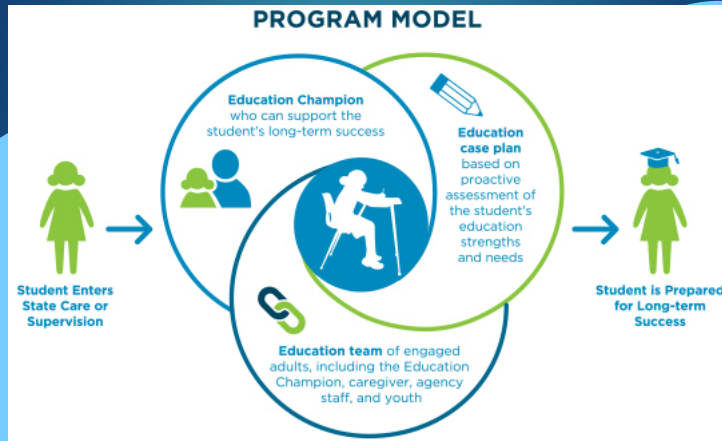 PROGRAM MODEL
Education Champion
who can support the
student's long-term success
Education
case plan
based on
proactive
assessment of
the student's
education
strengths
and needs
Student Enters
State Care or
Supervision
Student is Prepared
for Long-term
Success
Education team of engaged
adults, including the Education
Champion, caregiver, agency
staff, and youth